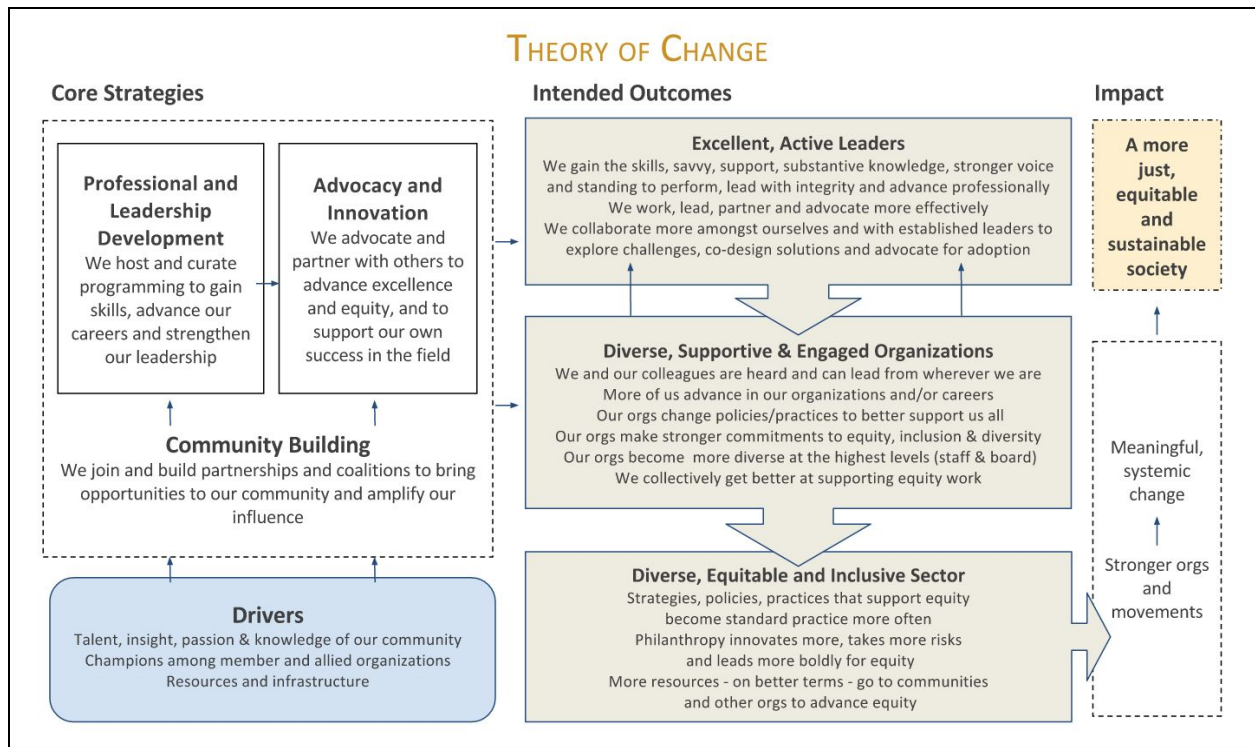 THEORY OF CHANGE
Core Strategies
Professional and
Leadership
Development
We host and curate
programming to gain
skills, advance our
careers and strengthen
our leadership
Advocacy and
Innovation
We advocate and
partner with others to
advance excellence
and equity, and to
support our own
success in the field
Community Building
We join and build partnerships and coalitions to bring
opportunities to our community and amplify our
influence
Drivers
Talent, insight, passion & knowledge of our community
Champions among member and allied organizations
Resources and infrastructure
Intended Outcomes
Excellent, Active Leaders
We gain the skills, savvy, support, substantive knowledge, stronger voice
and standing to perform, lead with integrity and advance professionally
We work, lead, partner and advocate more effectively
We collaborate more amongst ourselves and with established leaders to
explore challenges, co-design solutions and advocate for adoption
Diverse, Supportive & Engaged Organizations
We and our colleagues are heard and can lead from wherever we are
More of us advance in our organizations and/or careers
Our orgs change policies/practices to better support us all
Our orgs make stronger commitments to equity, inclusion & diversity
Our orgs become more diverse at the highest levels (staff & board)
We collectively get better at supporting equity work
Diverse, Equitable and Inclusive Sector
Strategies, policies, practices that support equity
become standard practice more often
Philanthropy innovates more, takes more risks
and leads more boldly for equity
More resources - on better terms - go to communities
and other orgs to advance equity
Impact
A more
just,
equitable
and
sustainable
society
Meaningful,
systemic
change
Stronger orgs
and
movements